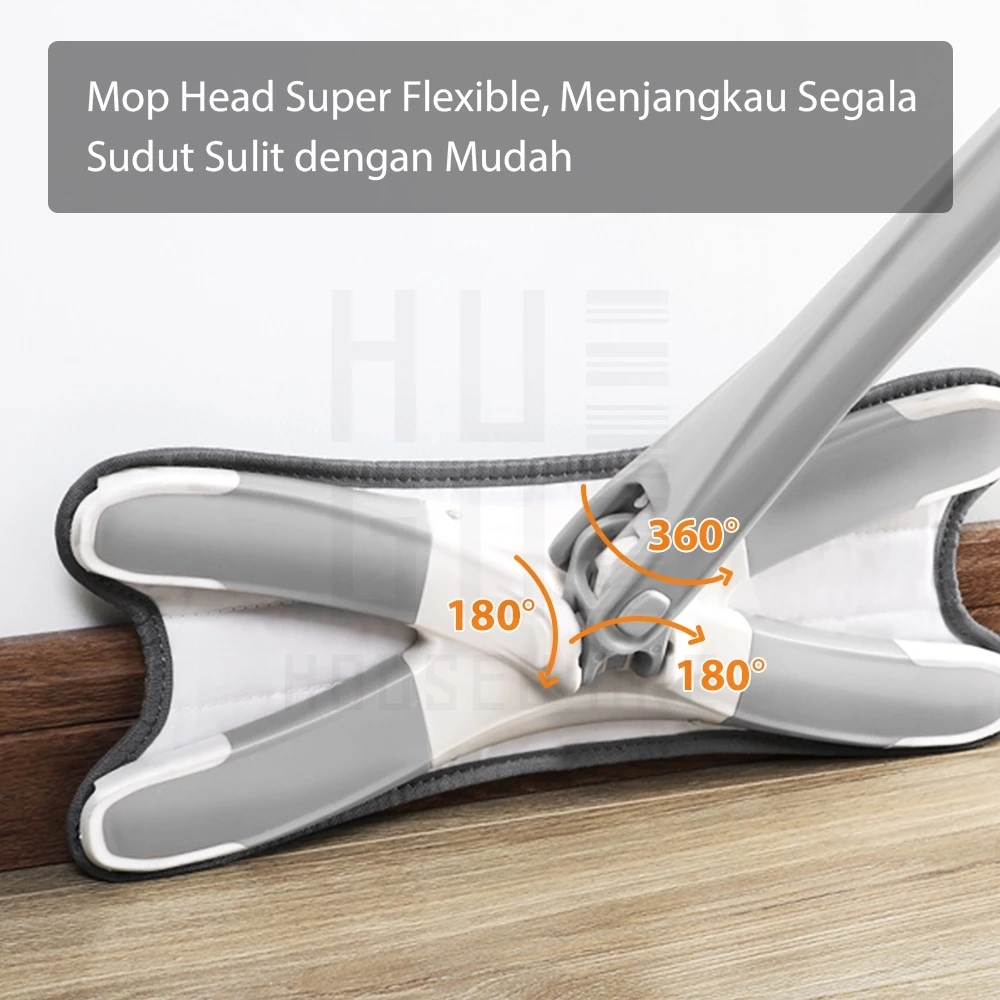 Mop Head Super Flexible, Menjangkau Segala
Sudut Sulit dengan Mudah
360°
180°
180°